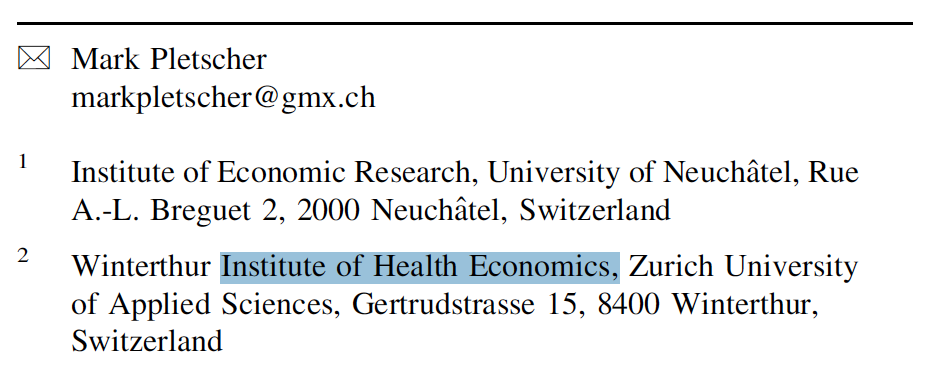 Mark Pletscher
markpletscher@gmx.ch
1
Institute of Economic Research, University of Neuchâtel, Rue
A.-L. Breguet 2, 2000 Neuchâtel, Switzerland
2
Winterthur Institute of Health Economics, Zurich University
of Applied Sciences, Gertrudstrasse 15, 8400 Winterthur,
Switzerland